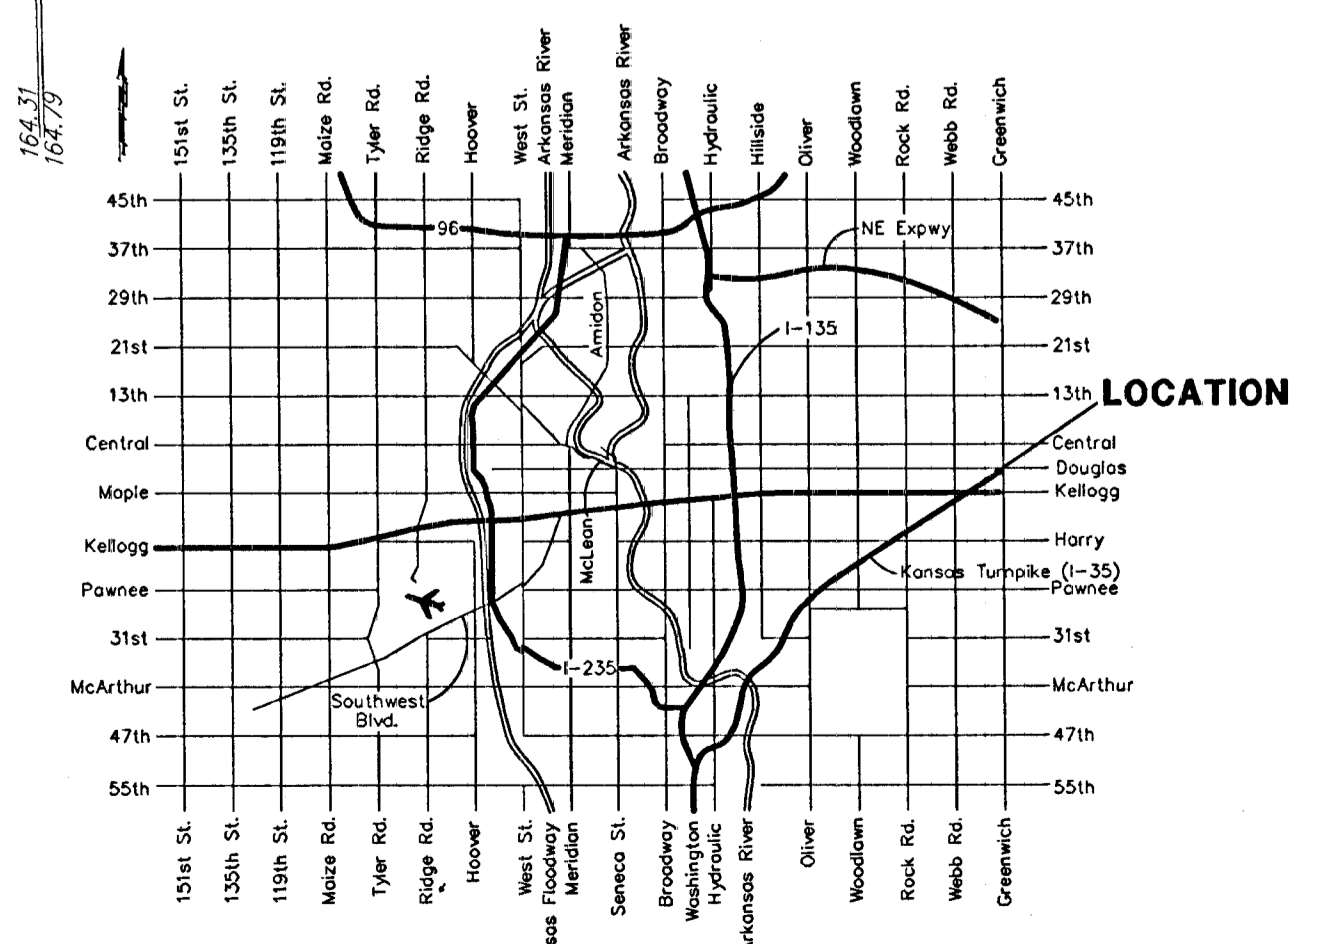 164.31
164.79
151st St.
135th St.
119th St.
Maize Rd.
Tyler Rd.
Ridge Rd.
Hoover
West St.
Arkansas River
Meridian
Arkansas River
Broadway
Hydraulic
Hillside
Oliver
Woodlawn
Rock Rd.
Webb Rd.
Greenwich
45th
45th
96
NE Expwy
37th
37th
29th
29th
Amidon
I-135
21st
21st
13th
13th
LOCATION
Central
Central
Douglas
Maple
Kellogg
McLean
Kellogg
Harry
Kansas Turnpike (I-35)
Pawnee
Pawnee
31st
31st
I-235
McArthur
McArthur
Southwest
Blvd.
47th
47th
55th
55th
151st St.
135th St.
119th St.
Maize Rd.
Tyler Rd.
Ridge Rd.
Hoover
West St.
sas Floodway
Meridian
Seneca St.
Broadway
Washington
Hydraulic
Arkansas River
Oliver
Woodlawn
Rock Rd.
Webb Rd.
Greenwich